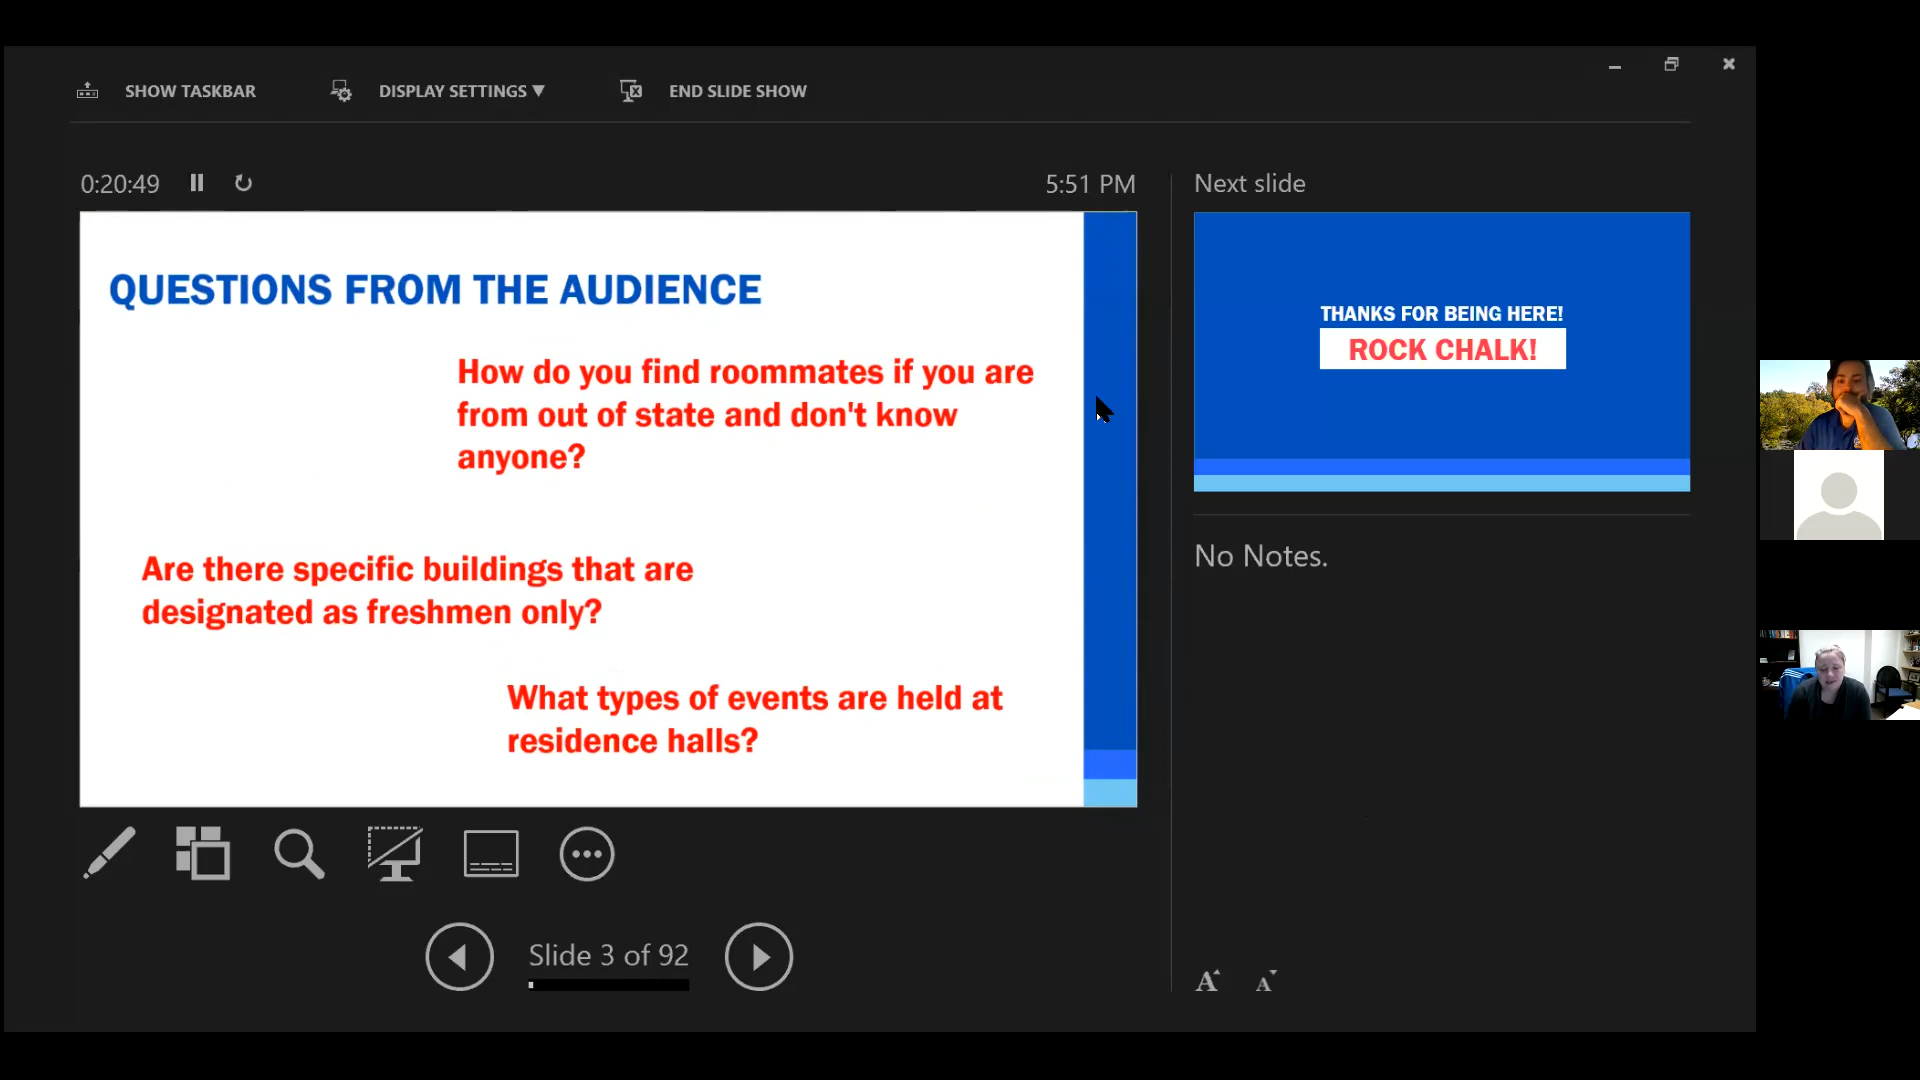 SHOW TASKBAR
DISPLAY SETTINGS ▼
END SLIDE SHOW
0:20:49
5:51 PM
Next slide
QUESTIONS FROM THE AUDIENCE
How do you find roommates if you are
from out of state and don't know
anyone?
Are there specific buildings that are
designated as freshmen only?
What types of events are held at
residence halls?
THANKS FOR BEING HERE!
ROCK CHALK!
No Notes.
Slide 3 of 92
A A